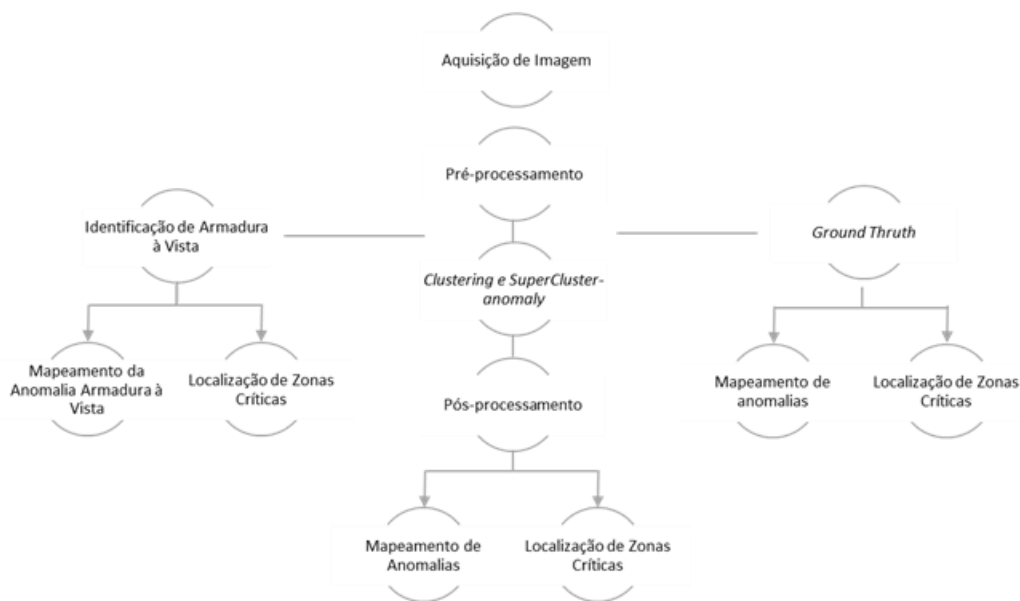 Aquisição de Imagem
Pré-processamento
Identificação de Armadura
à Vista
Ground Thruth
Clustering e SuperCluster-
anomaly
Mapeamento da
Anomalia Armadura à
Vista
Localização de Zonas
Críticas
Pós-processamento
Mapeamento de
anomalias
Localização de Zonas
Críticas
Mapeamento de
Anomalias
Localização de Zonas
Críticas